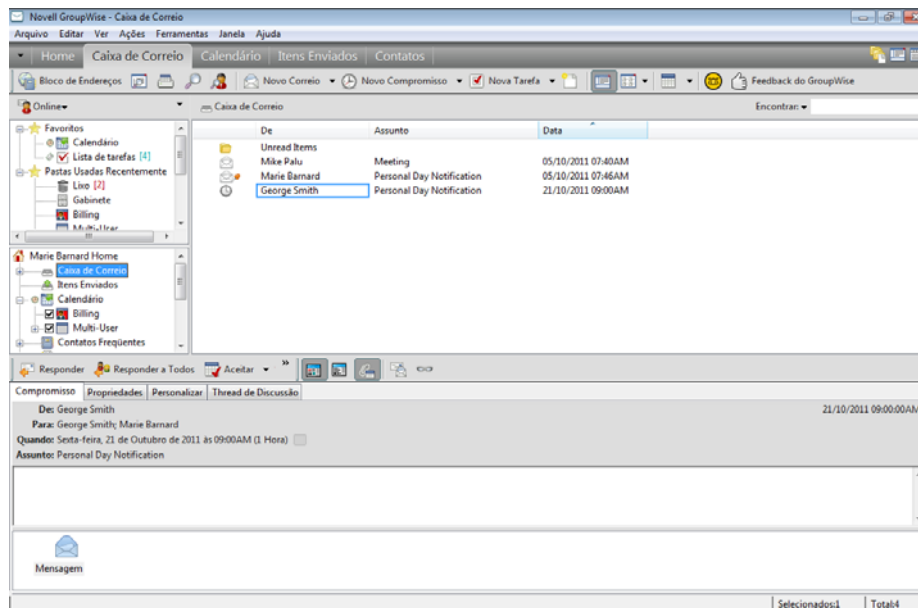 Novell GroupWise - Caixa de Correio
Arquivo Editar Ver Ações Ferramentas Janela Ajuda
Home Caixa de Correio Calendário Itens Enviados Contatos
Bloco de Endereços Novo Correio Novo Compromisso Nova Tarefa Feedback do GroupWise
Online Caixa de Correio Encontrar:
Favoritos
Calendário
Lista de tarefas [4]
Pastas Usadas Recentemente
Lixo [2]
Gabinete
Billing
Multi-User
De Assunto Data
Unread Items
Mike Palu Meeting 05/10/2011 07:40AM
Marie Barnard Personal Day Notification 05/10/2011 07:46AM
George Smith Personal Day Notification 21/10/2011 09:00AM
Marie Barnard Home
Caixa de Correio
Itens Enviados
Calendário
Billing
Multi-User
Contatos Freqüentes
Responder Responder a Todos Aceitar »
Compromisso Propriedades Personalizar Thread de Discussão
De: George Smith 21/10/2011 09:00:00AM
Para: George Smith; Marie Barnard
Quando: Sexta-feira, 21 de Outubro de 2011 às 09:00AM (1 Hora)
Assunto: Personal Day Notification
Mensagem
Selecionados:1 Total:4